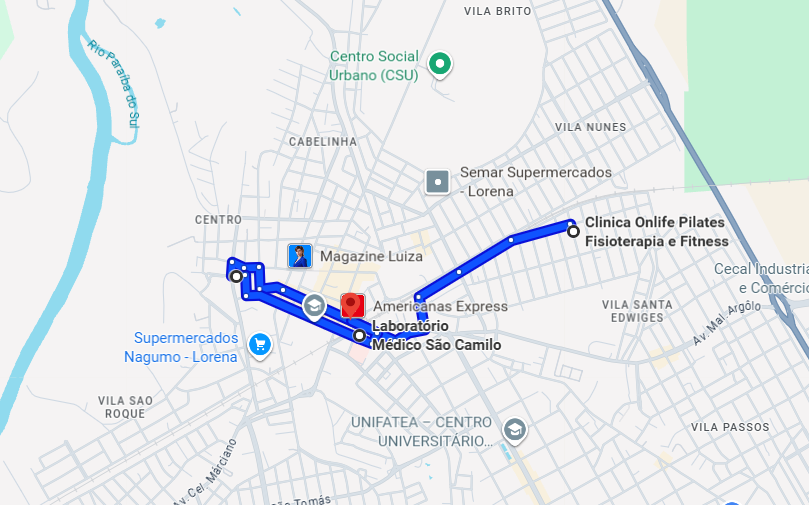 VILA BRITO
Rio Paraíba do Sul
Centro Social
Urbano (CSU)
VILA NUNES
CABELINHA
Semar Supermercados
- Lorena
CENTRO
Clinica Onlife Pilates
Fisioterapia e Fitness
Magazine Luiza
Cecal Industria
e Comércio
Americanas Express
VILA SANTA
EDWIGES
Laboratório
Médico São Camilo
Av. Mal. Argôlo
Supermercados
Nagumo - Lorena
VILA SAO
ROQUE
UNIFATEA – CENTRO
UNIVERSITÁRIO...
VILA PASSOS
Av. Cel. Marciano
São Tomás